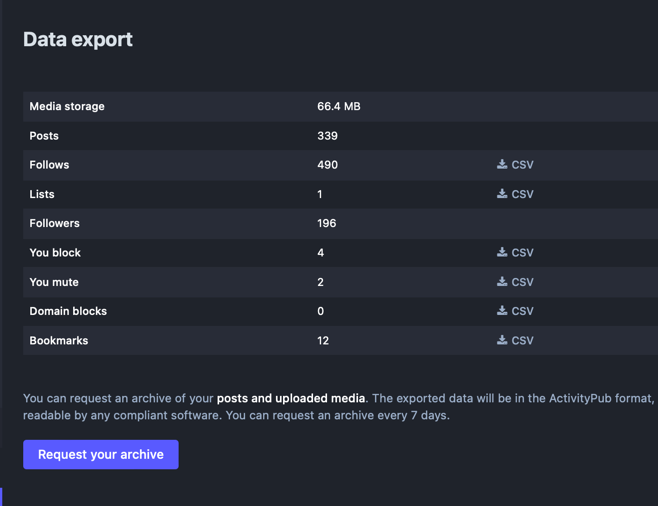 Data export
Media storage 66.4 MB
Posts 339
Follows 490 CSV
Lists 1 CSV
Followers 196
You block 4 CSV
You mute 2 CSV
Domain blocks 0 CSV
Bookmarks 12 CSV
You can request an archive of your posts and uploaded media. The exported data will be in the ActivityPub format,
readable by any compliant software. You can request an archive every 7 days.
Request your archive